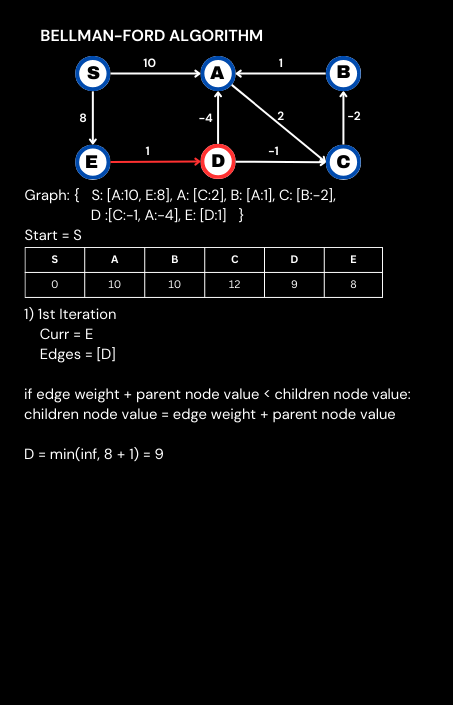 BELLMAN-FORD ALGORITHM
S 10 A 1 B
8 -4 2 -2
E 1 D -1 C
Graph: { S: [A:10, E:8], A: [C:2], B: [A:1], C: [B:-2],
D :[C:-1, A:-4], E: [D:1] }
Start = S
S A B C D E
0 10 10 12 9 8
1) 1st Iteration
Curr = E
Edges = [D]
if edge weight + parent node value < children node value:
children node value = edge weight + parent node value
D = min(inf, 8 + 1) = 9